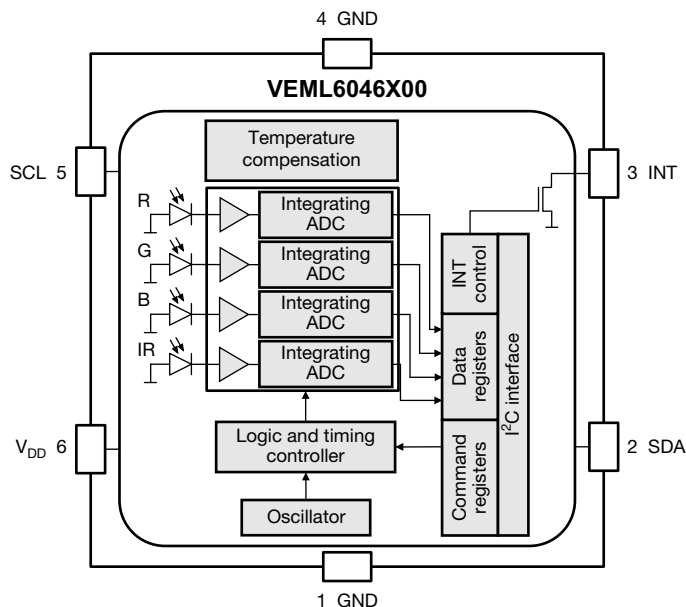 4 GND
VEML6046X00
Temperature
compensation
SCL 5
3 INT
R
Integrating
ADC
G
Integrating
ADC
B
Integrating
ADC
IR
Integrating
ADC
INT
control
Data
registers
Command
registers
I²C interface
Logic and timing
controller
Oscillator
VDD 6
2 SDA
1 GND